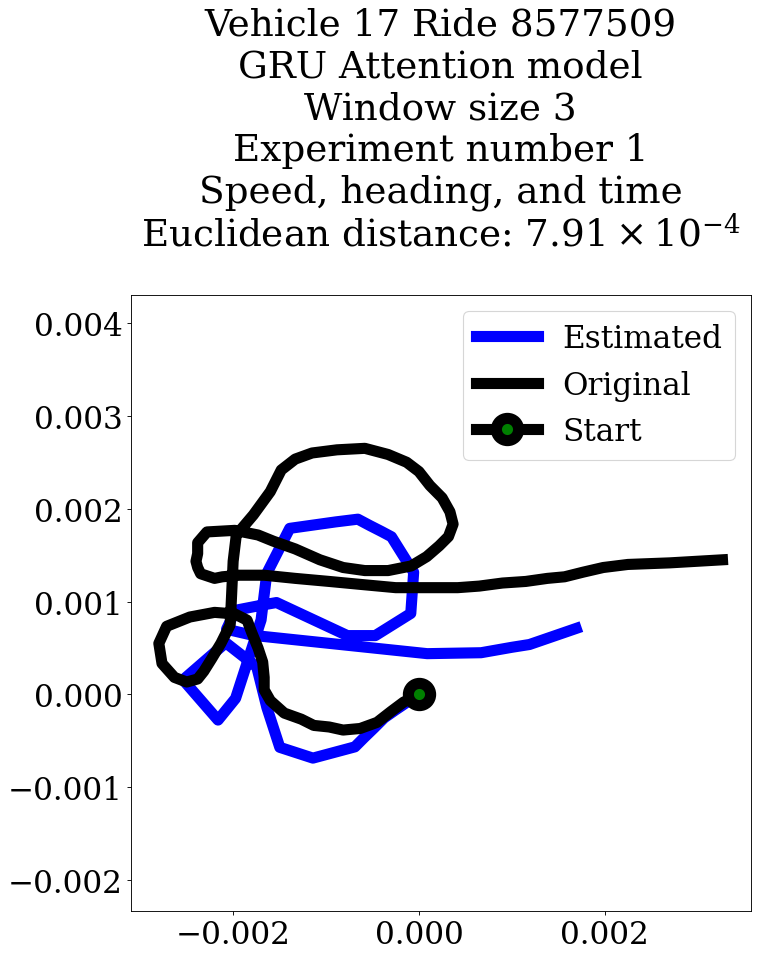 Vehicle 17 Ride 8577509
GRU Attention model
Window size 3
Experiment number 1
Speed, heading, and time
Euclidean distance: 7.91 × 10⁻⁴
Estimated
Original
Start
0.004
0.003
0.002
0.001
0.000
−0.001
−0.002
−0.002 0.000 0.002